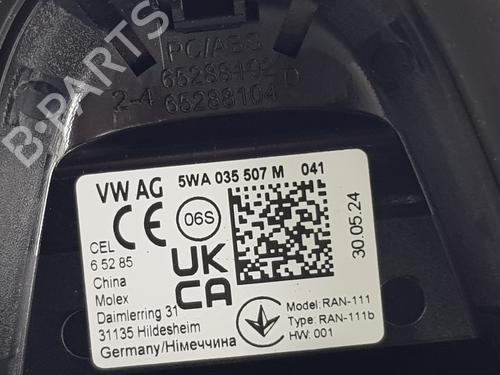 PC/ABS
65288102
2-4 65288104 D
VW AG 5WA 035 507 M 041
CE 06S
CEL
6 52 85
China
Molex
Daimlerring 31
31135 Hildesheim
Germany/Німеччина
UK
CA
30.05.24
Model: RAN-111
Type: RAN-111b
HW: 001
B-PARTS